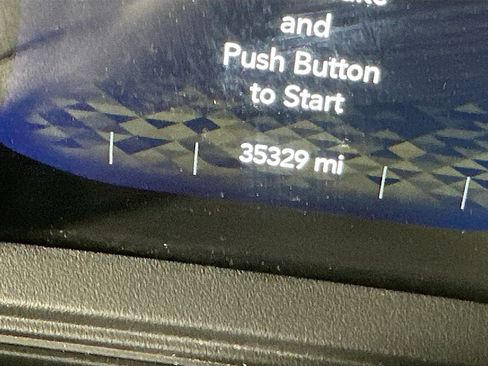 and
Push Button
to Start
35329 mi